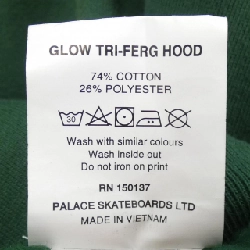 GLOW TRI-FERG HOOD
74% COTTON
26% POLYESTER
30
Wash with similar colours
Wash inside out
Do not iron on print
RN 150137
PALACE SKATEBOARDS LTD
MADE IN VIETNAM